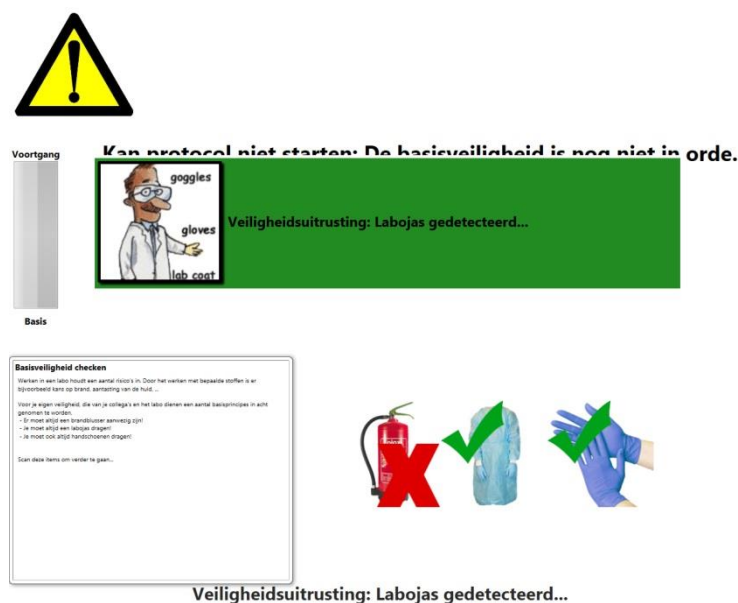 Kan protocol niet starten: De basisveiligheid is nog niet in orde.
Voortgang
goggles
gloves
lab coat
Veiligheidsuitrusting: Labojas gedetecteerd...
Basis
Basisveiligheid checken
Werken in een labo houdt een aantal risico's in. Door het werken met bepaalde stoffen is er
bijvoorbeeld kans op brand, aantasting van de huid, ...
Voor je eigen veiligheid, die van je collega's en het labo dienen een aantal basisprincipes in acht
genomen te worden.
- Er moet altijd een brandblusser aanwezig zijn!
- Je moet altijd een labojas dragen!
- Je moet ook altijd handschoenen dragen!
Scan deze items om verder te gaan...
Veiligheidsuitrusting: Labojas gedetecteerd...